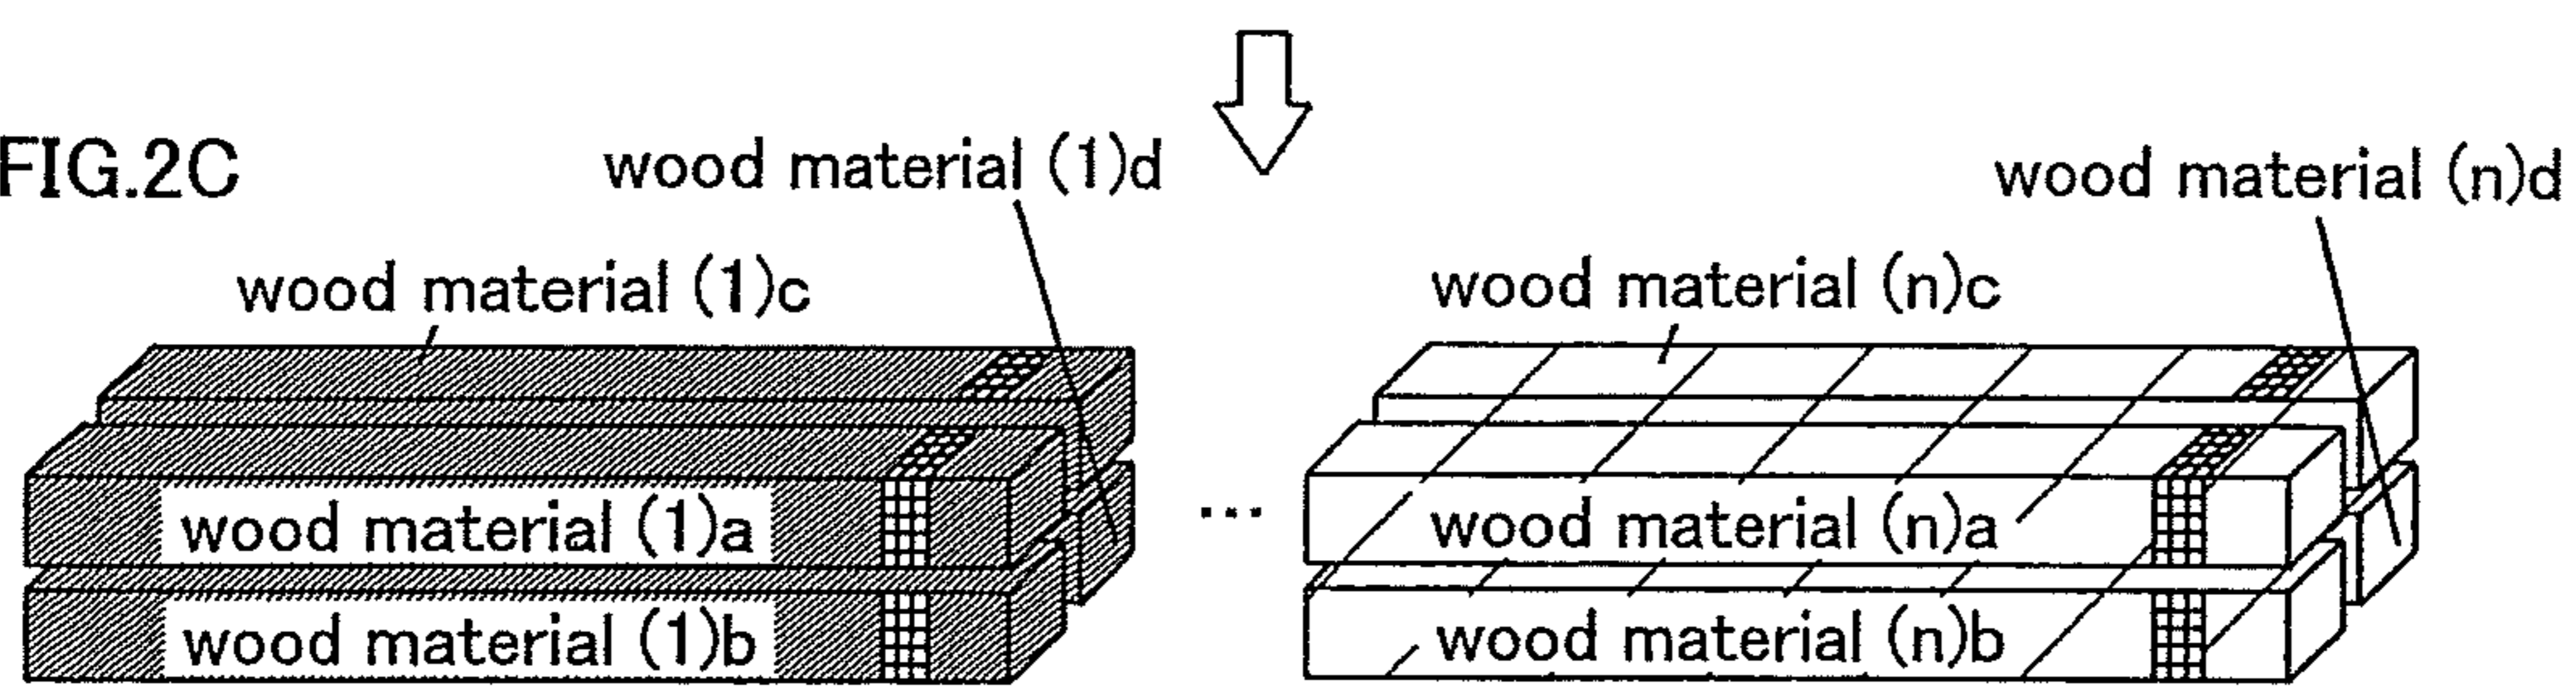 FIG.2C
wood material (1)d
wood material (n)d
wood material (1)c
wood material (n)c
wood material (1)a
...
wood material (n)a
wood material (1)b
wood material (n)b